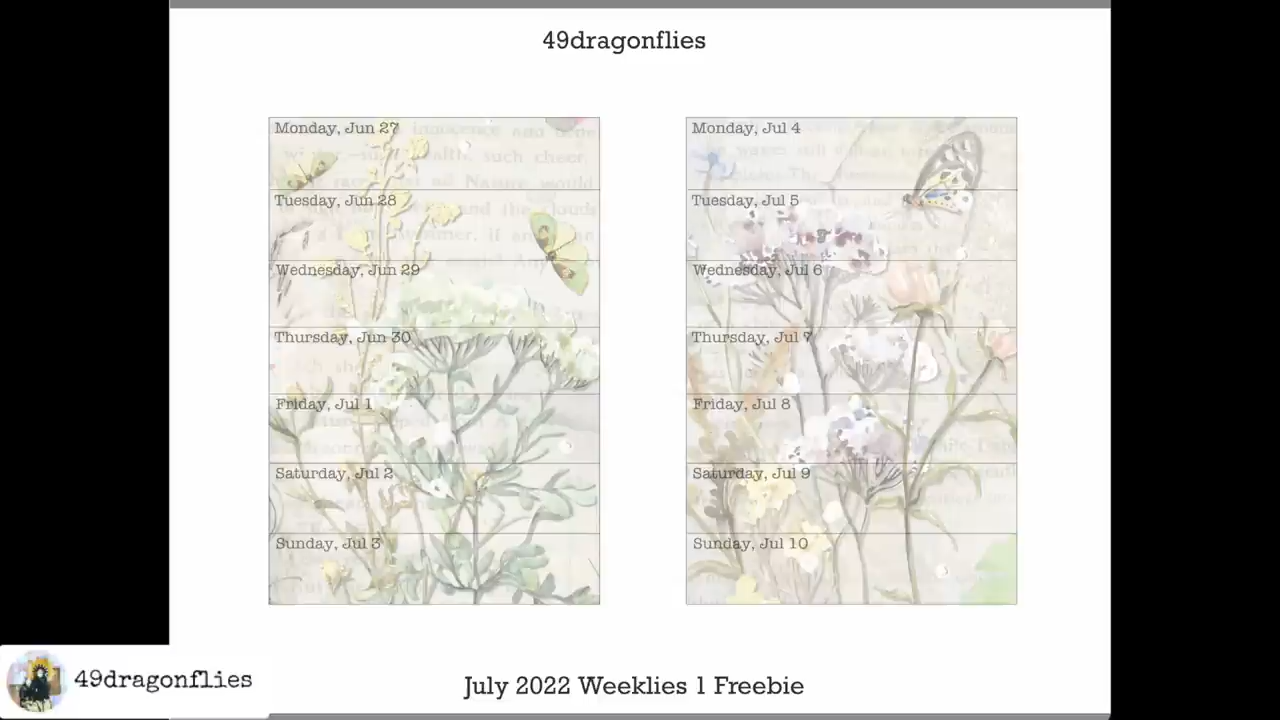 49dragonflies
Monday, Jun 27
Tuesday, Jun 28
Wednesday, Jun 29
Thursday, Jun 30
Friday, Jul 1
Saturday, Jul 2
Sunday, Jul 3
Monday, Jul 4
Tuesday, Jul 5
Wednesday, Jul 6
Thursday, Jul 7
Friday, Jul 8
Saturday, Jul 9
Sunday, Jul 10
49dragonflies
July 2022 Weeklies 1 Freebie